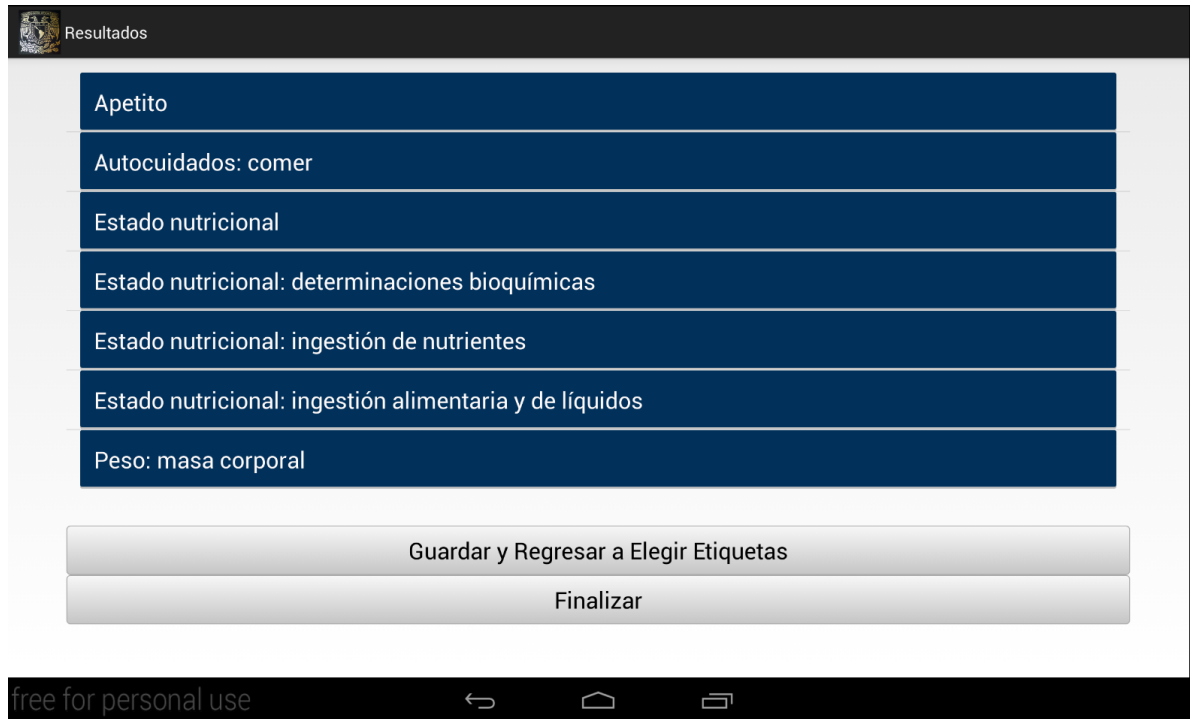 Resultados
Apetito
Autocuidados: comer
Estado nutricional
Estado nutricional: determinaciones bioquímicas
Estado nutricional: ingestión de nutrientes
Estado nutricional: ingestión alimentaria y de líquidos
Peso: masa corporal
Guardar y Regresar a Elegir Etiquetas
Finalizar
free for personal use